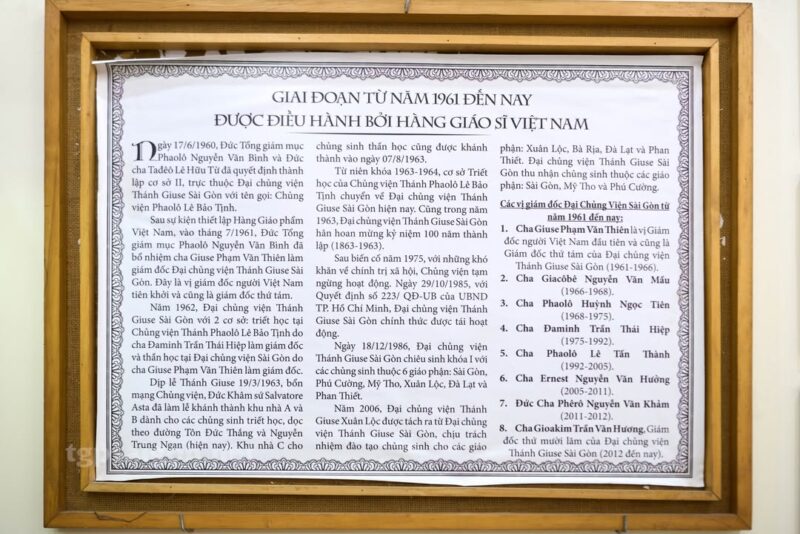 GIAI ĐOẠN TỪ NĂM 1961 ĐẾN NAY
ĐƯỢC ĐIỀU HÀNH BỞI HÀNG GIÁO SĨ VIỆT NAM
Ngày 17/6/1960, Đức Tổng giám mục
Phaolô Nguyễn Văn Bình và Đức
cha Tađêô Lê Hữu Từ đã quyết định thành
lập cơ sở II, trực thuộc Đại chủng viện
Thánh Giuse Sài Gòn với tên gọi: Chủng
viện Phaolô Lê Bảo Tịnh.
Sau sự kiện thiết lập Hàng Giáo phẩm
Việt Nam, vào tháng 7/1961, Đức Tổng
giám mục Phaolô Nguyễn Văn Bình đã
bổ nhiệm cha Giuse Phạm Văn Thiên làm
giám đốc Đại chủng viện Thánh Giuse Sài
Gòn. Đây là vị giám đốc người Việt Nam
tiên khởi và cũng là giám đốc thứ tám.
Năm 1962, Đại chủng viện Thánh Giuse
Sài Gòn với 2 cơ sở: triết học tại
Chủng viện Thánh Phaolô Lê Bảo Tịnh do
cha Đaminh Trần Thái Hiệp làm giám đốc
và thần học tại Đại chủng viện Sài Gòn do
cha Giuse Phạm Văn Thiên làm giám đốc.
Dịp lễ Thánh Giuse 19/3/1963, bổn
mạng Chủng viện, Đức Khâm sứ Salvatore
Asta đã làm lễ khánh thành khu nhà A và
B dành cho các chủng sinh triết học, dọc
theo đường Tôn Đức Thắng và Nguyễn
Trung Ngạn (hiện nay). Khu nhà C cho
chủng sinh thần học cũng được khánh
thành vào ngày 07/8/1963.
Từ niên khóa 1963-1964, cơ sở Triết
học của Chủng viện Thánh Phaolô Lê Bảo
Tịnh chuyển về Đại chủng viện Thánh
Giuse Sài Gòn hiện nay. Cũng trong năm
1963, Đại chủng viện Thánh Giuse Sài Gòn
hân hoan mừng kỷ niệm 100 năm thành
lập (1863-1963).
Sau biến cố năm 1975, với những khó
khăn về chính trị xã hội, Chủng viện tạm
ngừng hoạt động. Ngày 29/10/1985, với
Quyết định số 223/ QĐ-UB của UBND
TP. Hồ Chí Minh, Đại chủng viện Thánh
Giuse Sài Gòn chính thức được tái hoạt
động.
Ngày 18/12/1986, Đại chủng viện
Thánh Giuse Sài Gòn chiêu sinh khóa I với
các chủng sinh thuộc 6 giáo phận: Sài Gòn,
Phú Cường, Mỹ Tho, Xuân Lộc, Đà Lạt và
Phan Thiết.
Năm 2006, Đại chủng viện Thánh
Giuse Xuân Lộc được tách ra từ Đại chủng
viện Thánh Giuse Sài Gòn, chịu trách
nhiệm đào tạo chủng sinh cho các giáo
phận: Xuân Lộc, Bà Rịa, Đà Lạt và Phan
Thiết. Đại chủng viện Thánh Giuse Sài Gòn
thu nhận chủng sinh thuộc các giáo
phận: Sài Gòn, Mỹ Tho và Phú Cường.
Các vị giám đốc Đại Chủng Viện Sài Gòn từ
năm 1961 đến nay:
1. Cha Giuse Phạm Văn Thiên là vị Giám
đốc người Việt Nam đầu tiên và cũng là
Giám đốc thứ tám của Đại chủng viện
Thánh Giuse Sài Gòn (1961-1966).
2. Cha Giacôbê Nguyễn Văn Mầu
(1966-1968).
3. Cha Phaolô Huỳnh Ngọc Tiên
(1968-1975).
4. Cha Đaminh Trần Thái Hiệp
(1975-1992).
5. Cha Phaolô Lê Tấn Thành
(1992-2005).
6. Cha Ernest Nguyễn Văn Hưởng
(2005-2011).
7. Đức Cha Phêrô Nguyễn Văn Khảm
(2011-2012).
8. Cha Gioakim Trần Văn Hương, Giám
đốc thứ mười lăm của Đại chủng viện
Thánh Giuse Sài Gòn (2012 đến nay).